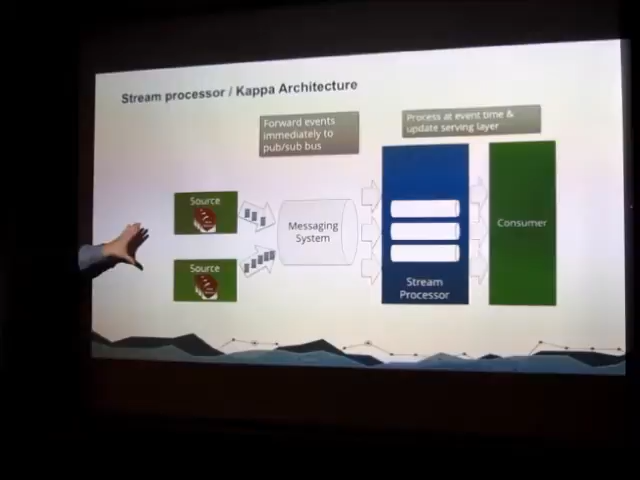 Stream processor / Kappa Architecture
Forward events
immediately to
pub/sub bus
Process at event time &
update serving layer
Source
Messaging
System
Source
Stream
Processor
Consumer